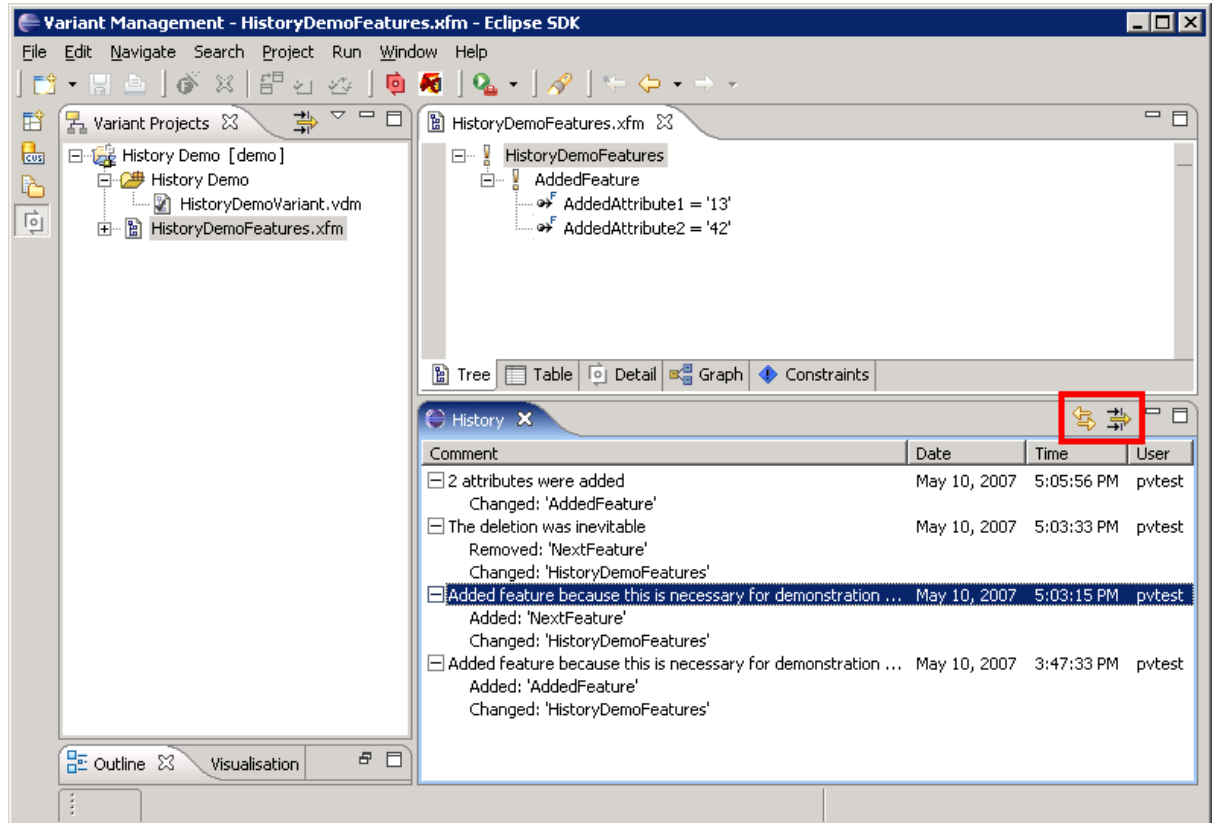 Variant Management - HistoryDemoFeatures.xfm - Eclipse SDK
File Edit Navigate Search Project Run Window Help
Variant Projects
History Demo [demo]
History Demo
HistoryDemoVariant.vdm
HistoryDemoFeatures.xfm
CVS
HistoryDemoFeatures.xfm
HistoryDemoFeatures
AddedFeature
F AddedAttribute1 = '13'
F AddedAttribute2 = '42'
Tree Table Detail Graph Constraints
History
Comment Date Time User
2 attributes were added May 10, 2007 5:05:56 PM pvtest
Changed: 'AddedFeature'
The deletion was inevitable May 10, 2007 5:03:33 PM pvtest
Removed: 'NextFeature'
Changed: 'HistoryDemoFeatures'
Added feature because this is necessary for demonstration ... May 10, 2007 5:03:15 PM pvtest
Added: 'NextFeature'
Changed: 'HistoryDemoFeatures'
Added feature because this is necessary for demonstration ... May 10, 2007 3:47:33 PM pvtest
Added: 'AddedFeature'
Changed: 'HistoryDemoFeatures'
Outline Visualisation